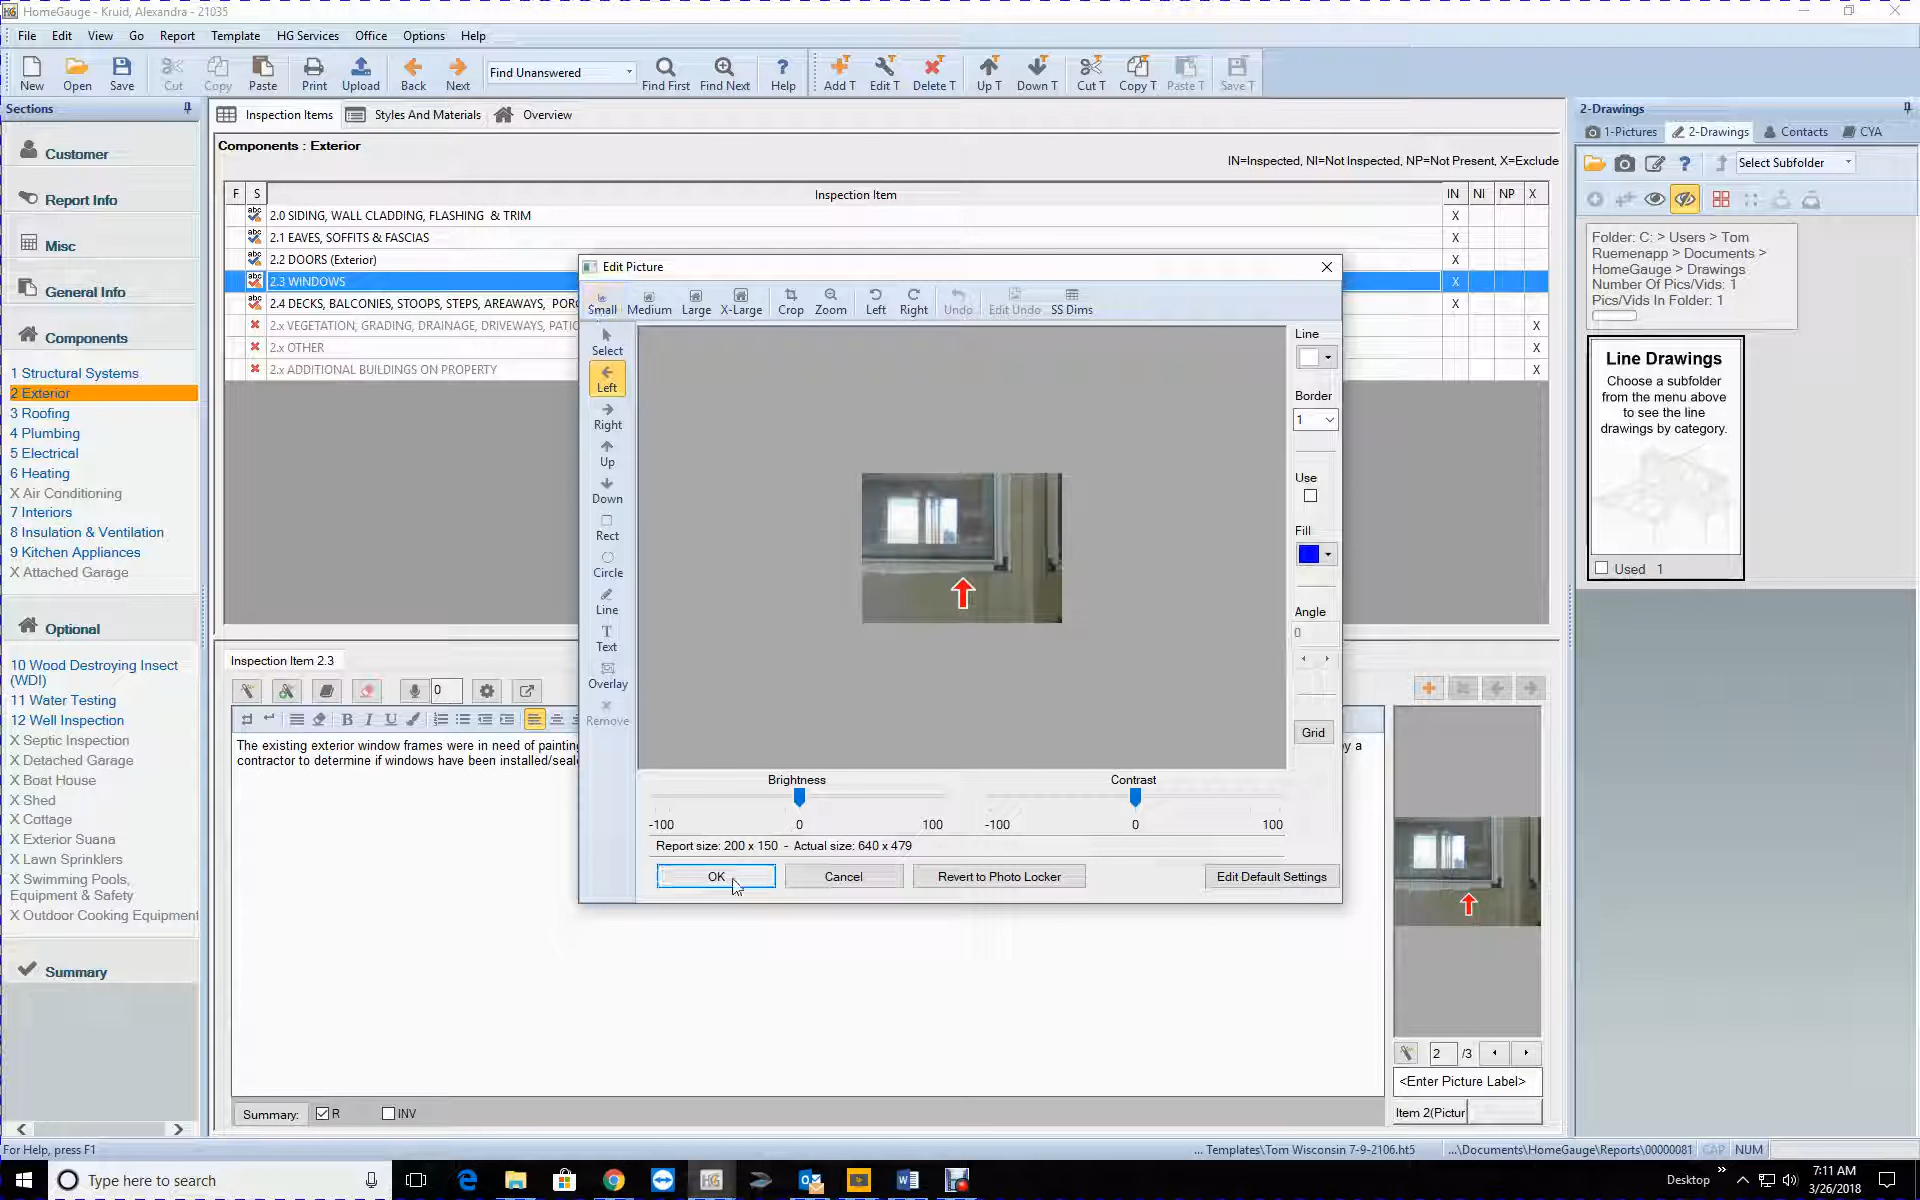 HomeGauge - Kruid, Alexandra - 21035
File Edit View Go Report Template HG Services Office Options Help
New Open Save Cut Copy Paste Print Upload Back Next Find Unanswered Find First Find Next Help Add T Edit T Delete T Up T Down T Cut T Copy T Paste T Save T
Sections
Customer
Report Info
Misc
General Info
Components
1 Structural Systems
2 Exterior
3 Roofing
4 Plumbing
5 Electrical
6 Heating
X Air Conditioning
7 Interiors
8 Insulation & Ventilation
9 Kitchen Appliances
X Attached Garage
Optional
10 Wood Destroying Insect
(WDI)
11 Water Testing
12 Well Inspection
X Septic Inspection
X Detached Garage
X Boat House
X Shed
X Cottage
X Exterior Suana
X Lawn Sprinklers
X Swimming Pools,
Equipment & Safety
X Outdoor Cooking Equipment
Summary
Inspection Items Styles And Materials Overview
Components : Exterior
IN=Inspected, NI=Not Inspected, NP=Not Present, X=Exclude
F S Inspection Item IN NI NP X
2.0 SIDING, WALL CLADDING, FLASHING & TRIM X
2.1 EAVES, SOFFITS & FASCIAS X
2.2 DOORS (Exterior) X
2.3 WINDOWS X
2.4 DECKS, BALCONIES, STOOPS, STEPS, AREAWAYS, PORC X
2.x VEGETATION, GRADING, DRAINAGE, DRIVEWAYS, PATIO X
2.x OTHER X
2.x ADDITIONAL BUILDINGS ON PROPERTY X
Edit Picture
Small Medium Large X-Large Crop Zoom Left Right Undo Edit Undo SS Dims
Select
Left
Right
Up
Down
Rect
Circle
Line
Text
Overlay
Remove
Line
Border
1
Use
Fill
Angle
0
Grid
Brightness Contrast
-100 0 100 -100 0 100
Report size: 200 x 150 - Actual size: 640 x 479
OK Cancel Revert to Photo Locker Edit Default Settings
Inspection Item 2.3
0
B I U
The existing exterior window frames were in need of painting by a
contractor to determine if windows have been installed/seale
Summary: R INV
2 /3
<Enter Picture Label>
Item 2(Pictur
2-Drawings
1-Pictures 2-Drawings Contacts CYA
Select Subfolder
Folder: C: > Users > Tom
Ruemenapp > Documents >
HomeGauge > Drawings
Number Of Pics/Vids: 1
Pics/Vids In Folder: 1
Line Drawings
Choose a subfolder
from the menu above
to see the line
drawings by category.
Used 1
For Help, press F1 ... Templates\Tom Wisconsin 7-9-2106.ht5 ...\Documents\HomeGauge\Reports\00000081 CAP NUM
Type here to search Desktop 7:11 AM
3/26/2018